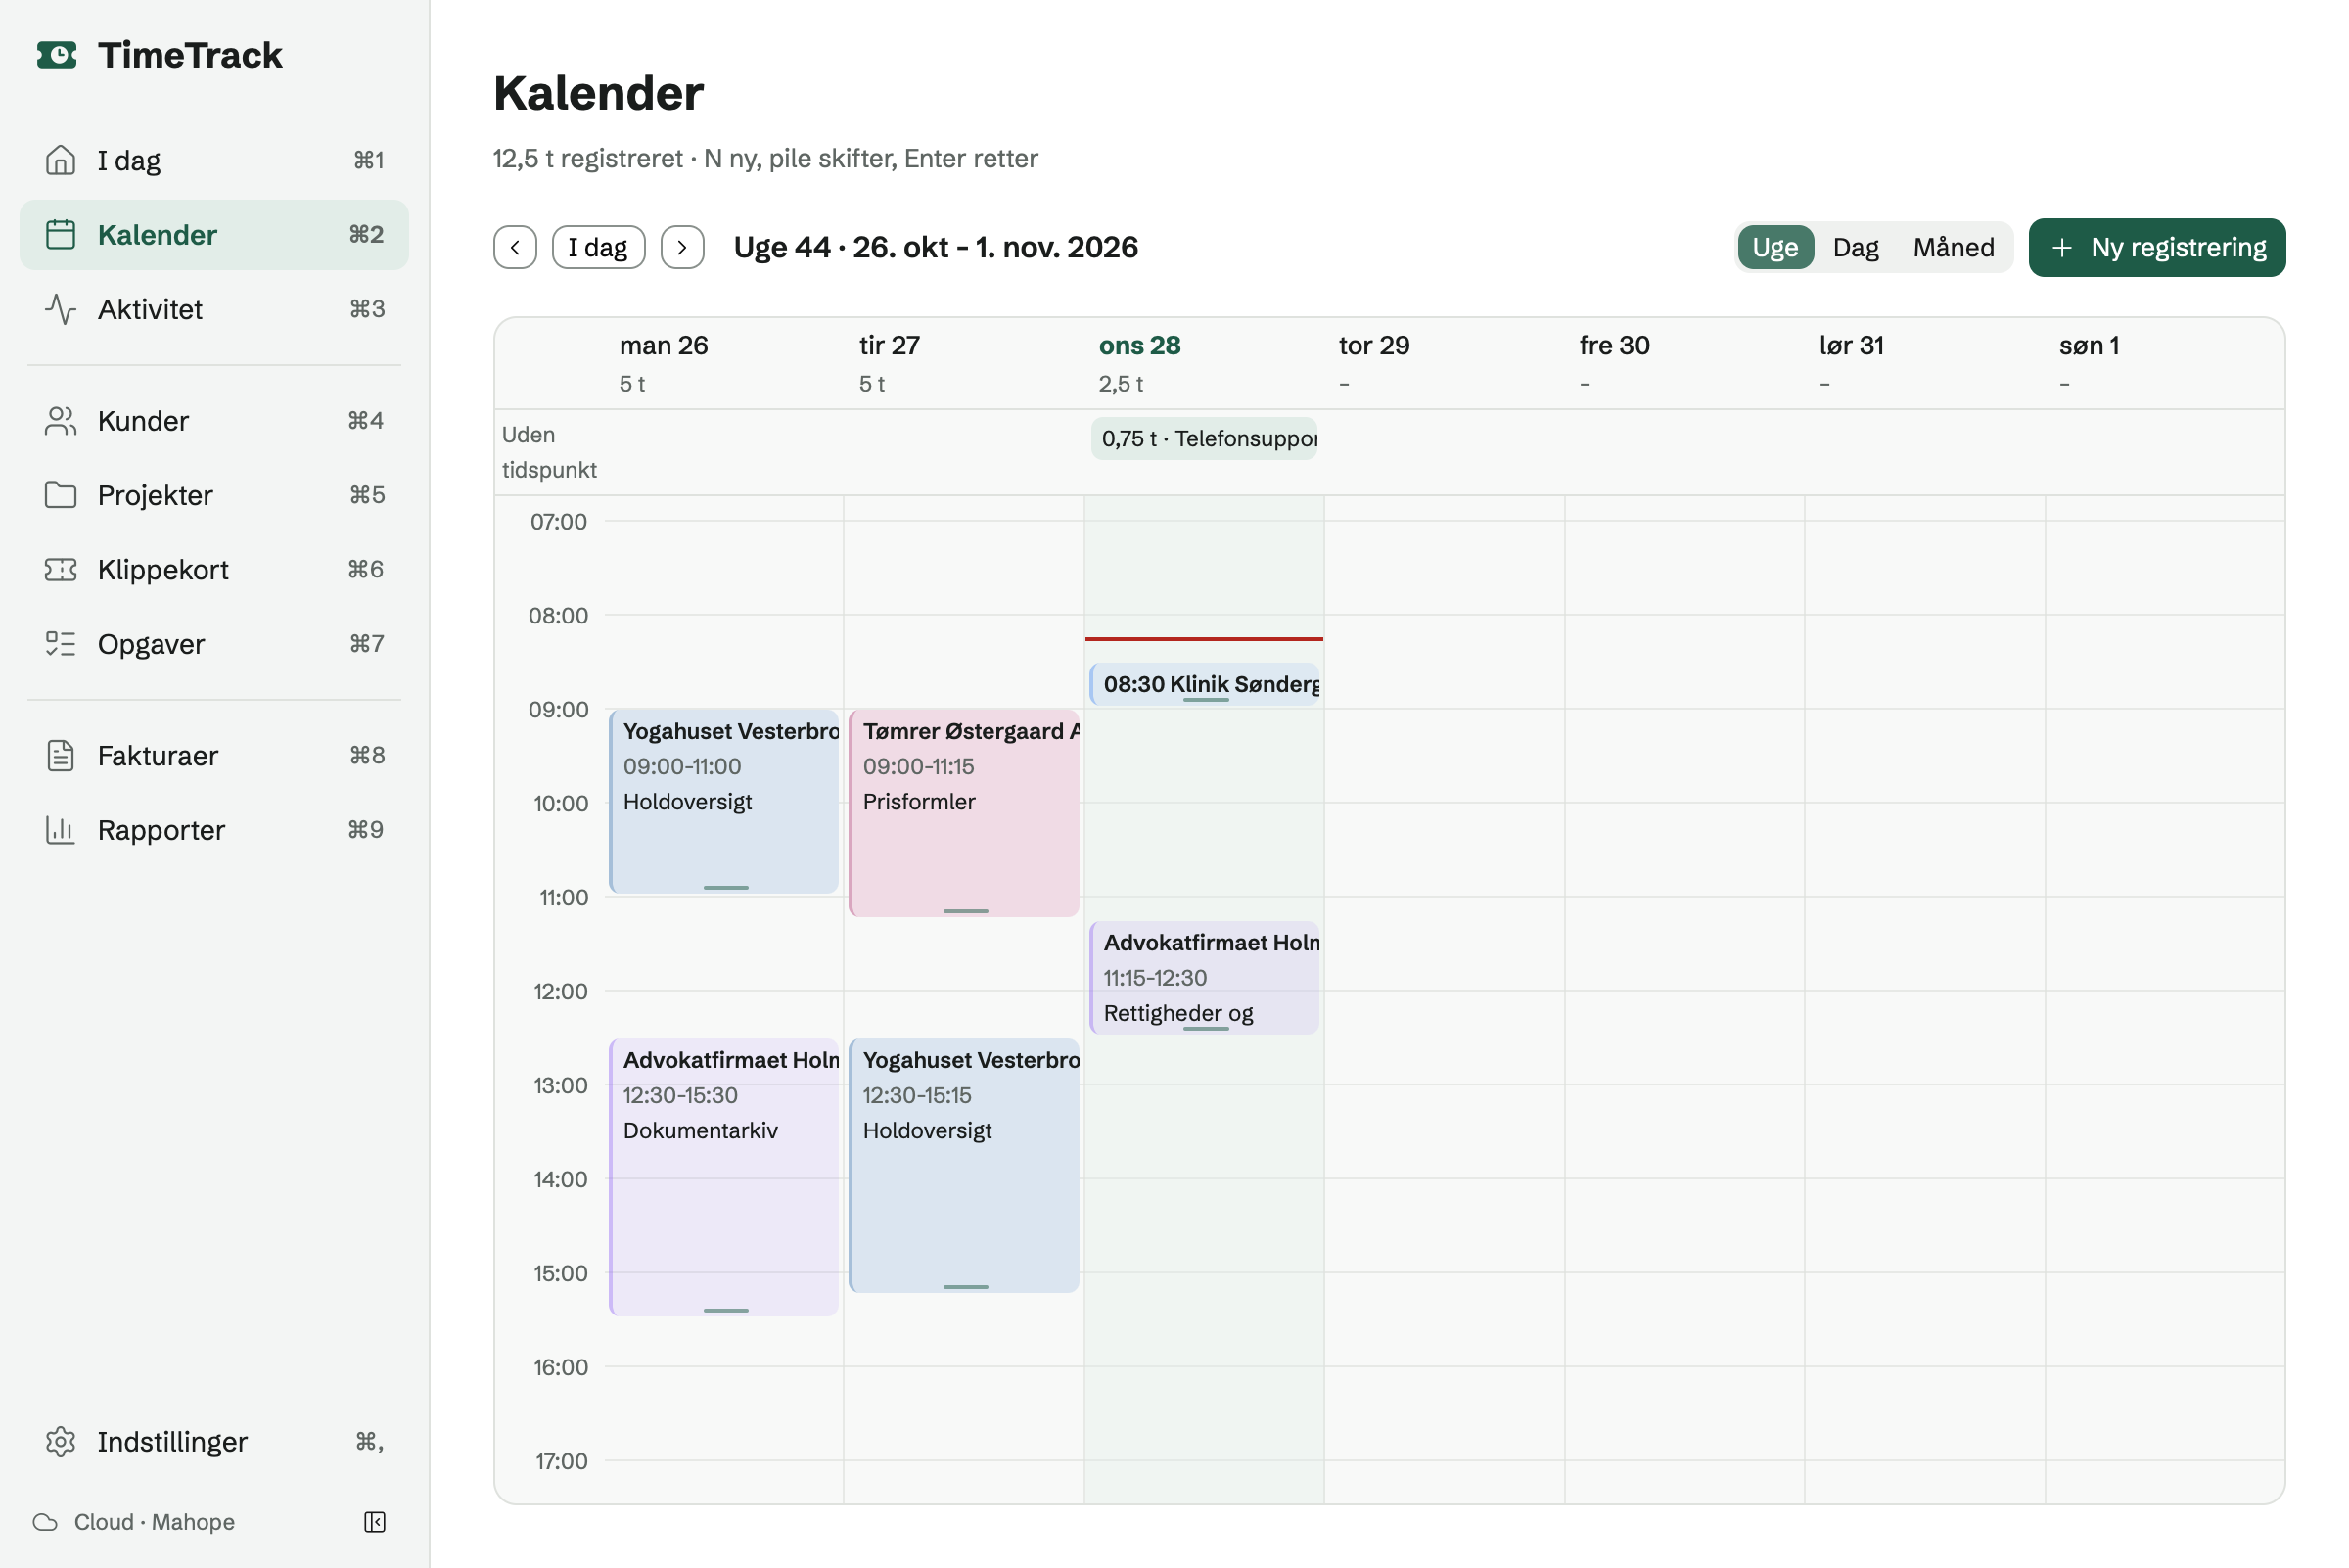 TimeTrack
I dag ⌘1
Kalender ⌘2
Aktivitet ⌘3
Kunder ⌘4
Projekter ⌘5
Klippekort ⌘6
Opgaver ⌘7
Fakturaer ⌘8
Rapporter ⌘9
Indstillinger ⌘,
Cloud · Mahope
Kalender
12,5 t registreret · N ny, pile skifter, Enter retter
I dag
Uge 44 · 26. okt – 1. nov. 2026
Uge Dag Måned
+ Ny registrering
man 26 tir 27 ons 28 tor 29 fre 30 lør 31 søn 1
5 t 5 t 2,5 t – – – –
Uden
tidspunkt
0,75 t · Telefonsuppor
07:00
08:00
09:00
10:00
11:00
12:00
13:00
14:00
15:00
16:00
17:00
Yogahuset Vesterbro
09:00–11:00
Holdoversigt
Advokatfirmaet Holm
12:30–15:30
Dokumentarkiv
Tømrer Østergaard A
09:00–11:15
Prisformler
Yogahuset Vesterbro
12:30–15:15
Holdoversigt
08:30 Klinik Sønderg
Advokatfirmaet Holm
11:15–12:30
Rettigheder og